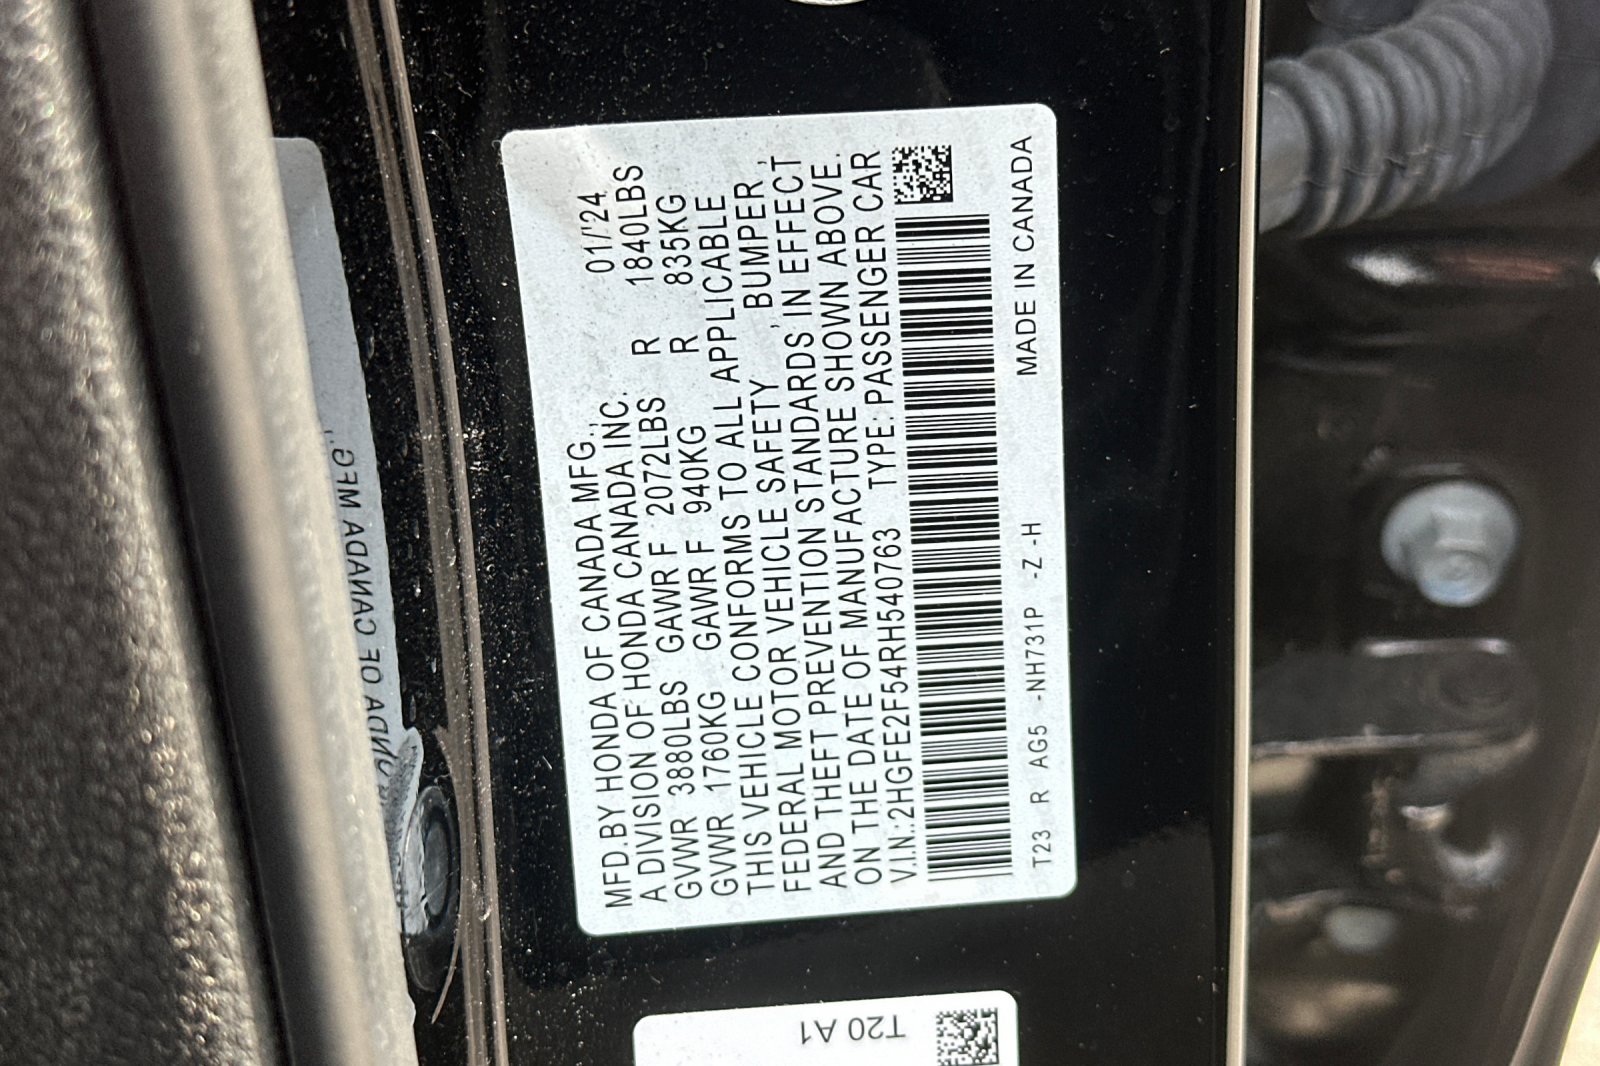 MFD.BY HONDA OF CANADA MFG., 01/'24
A DIVISION OF HONDA CANADA INC.
GVWR 3880LBS GAWR F 2072LBS R 1840LBS
GVWR 1760KG GAWR F 940KG R 835KG
THIS VEHICLE CONFORMS TO ALL APPLICABLE
FEDERAL MOTOR VEHICLE SAFETY , BUMPER ,
AND THEFT PREVENTION STANDARDS IN EFFECT
ON THE DATE OF MANUFACTURE SHOWN ABOVE.
V.I.N.:2HGFE2F54RH540763 TYPE:PASSENGER CAR
T23 R AG5 -NH731P -Z -H MADE IN CANADA
T20 A1
OF CANADA MFG.,